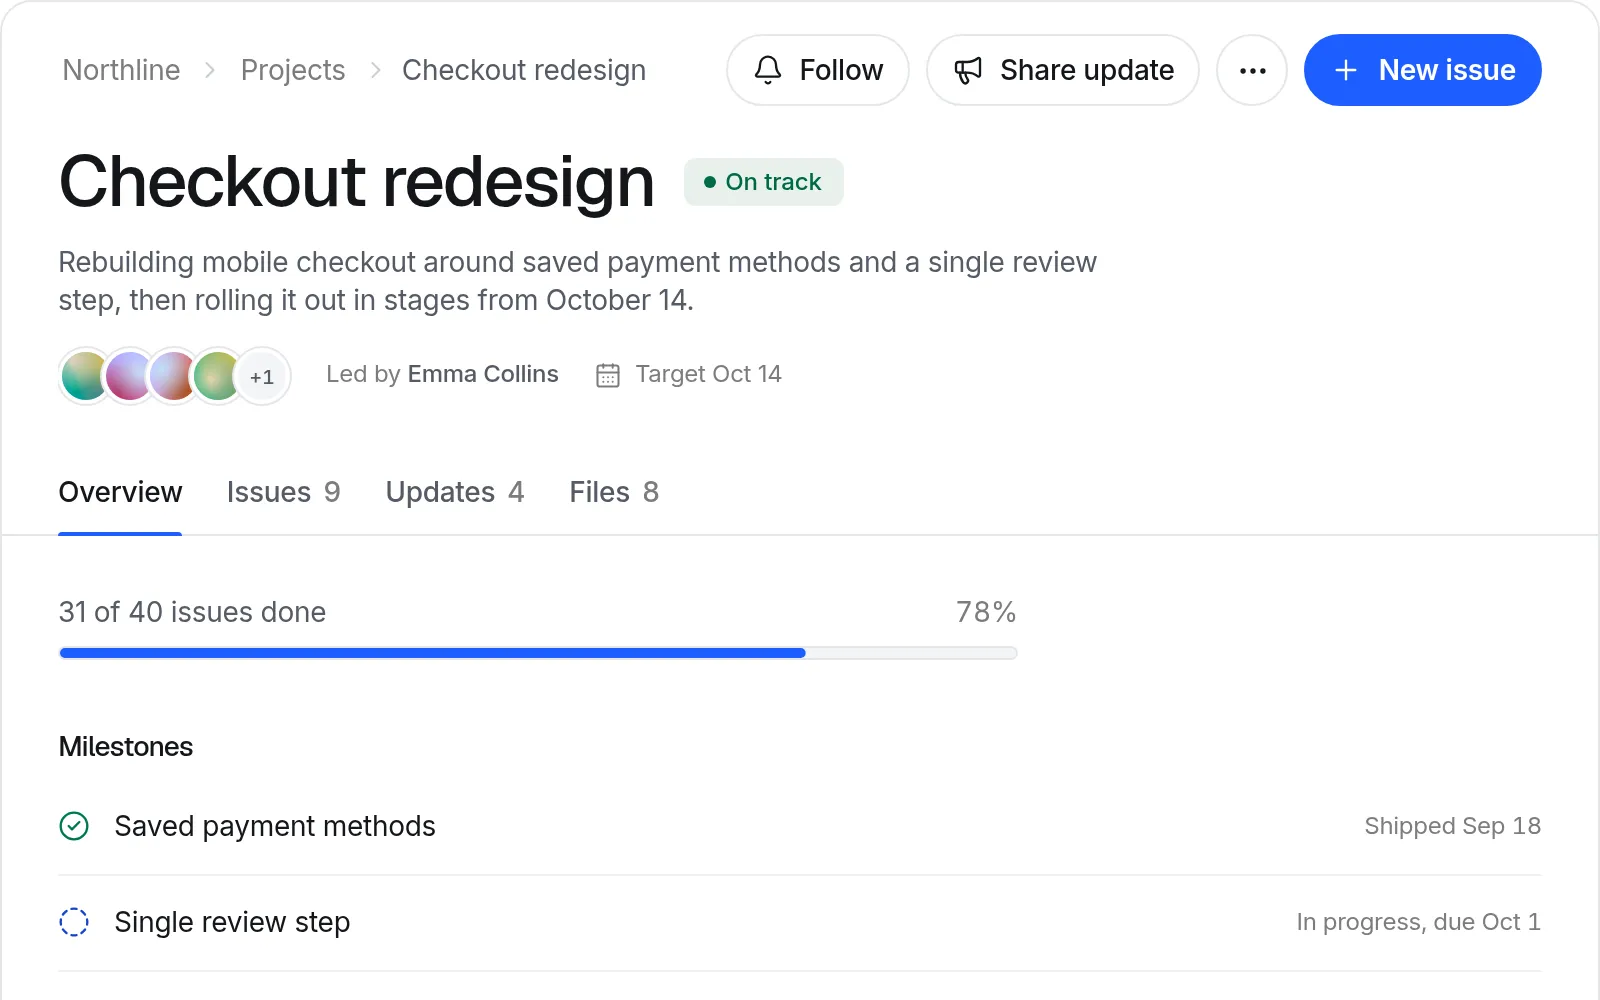 Northline > Projects > Checkout redesign
Follow
Share update
New issue
Checkout redesign
On track
Rebuilding mobile checkout around saved payment methods and a single review
step, then rolling it out in stages from October 14.
+1
Led by Emma Collins
Target Oct 14
Overview
Issues 9
Updates 4
Files 8
31 of 40 issues done
78%
Milestones
Saved payment methods
Shipped Sep 18
Single review step
In progress, due Oct 1